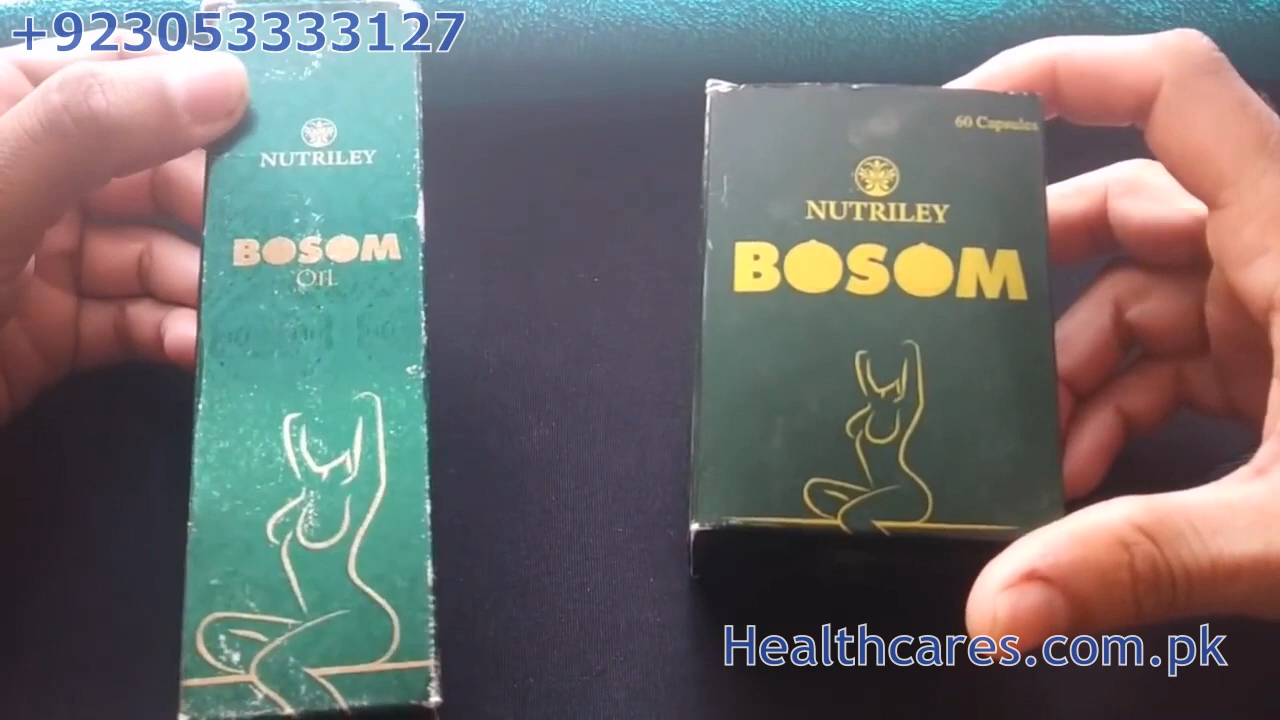 +923053333127
NUTRILEY
BOSOM
OIL
60 Capsules
NUTRILEY
BOSOM
Healthcares.com.pk